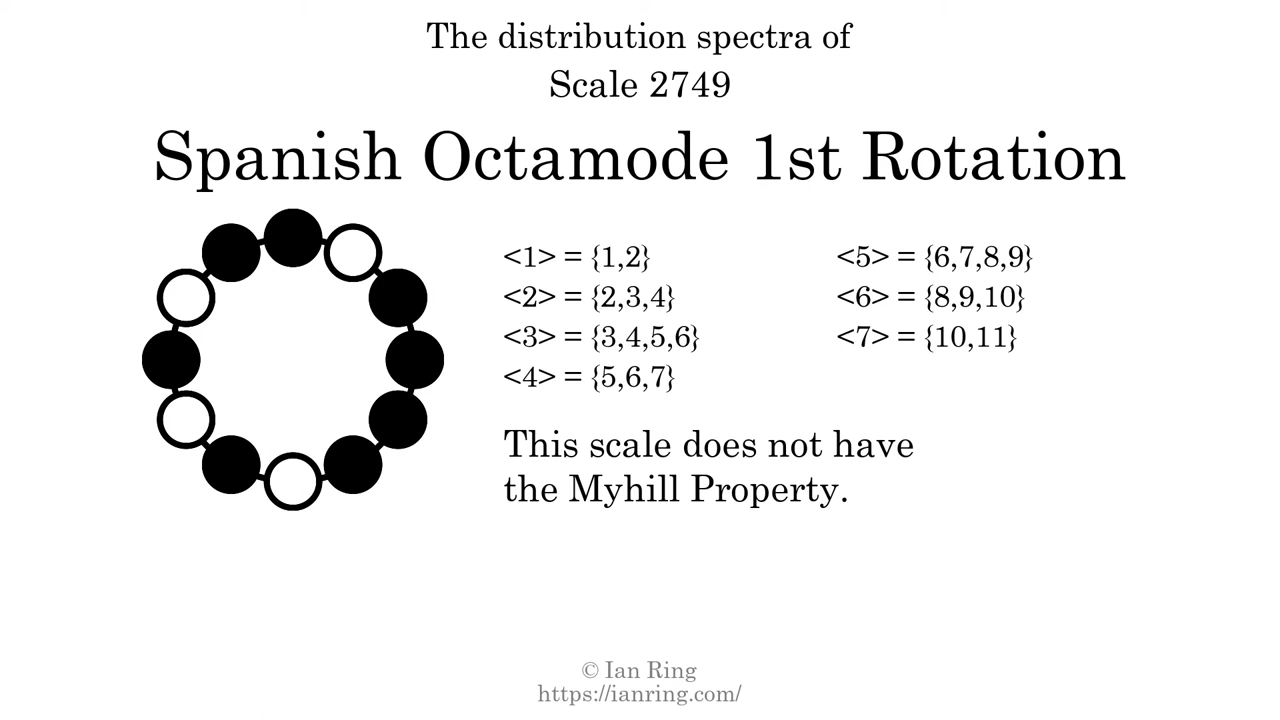 The distribution spectra of
Scale 2749
Spanish Octamode 1st Rotation
<1> = {1,2}
<2> = {2,3,4}
<3> = {3,4,5,6}
<4> = {5,6,7}
<5> = {6,7,8,9}
<6> = {8,9,10}
<7> = {10,11}
This scale does not have
the Myhill Property.
© Ian Ring
https://ianring.com/